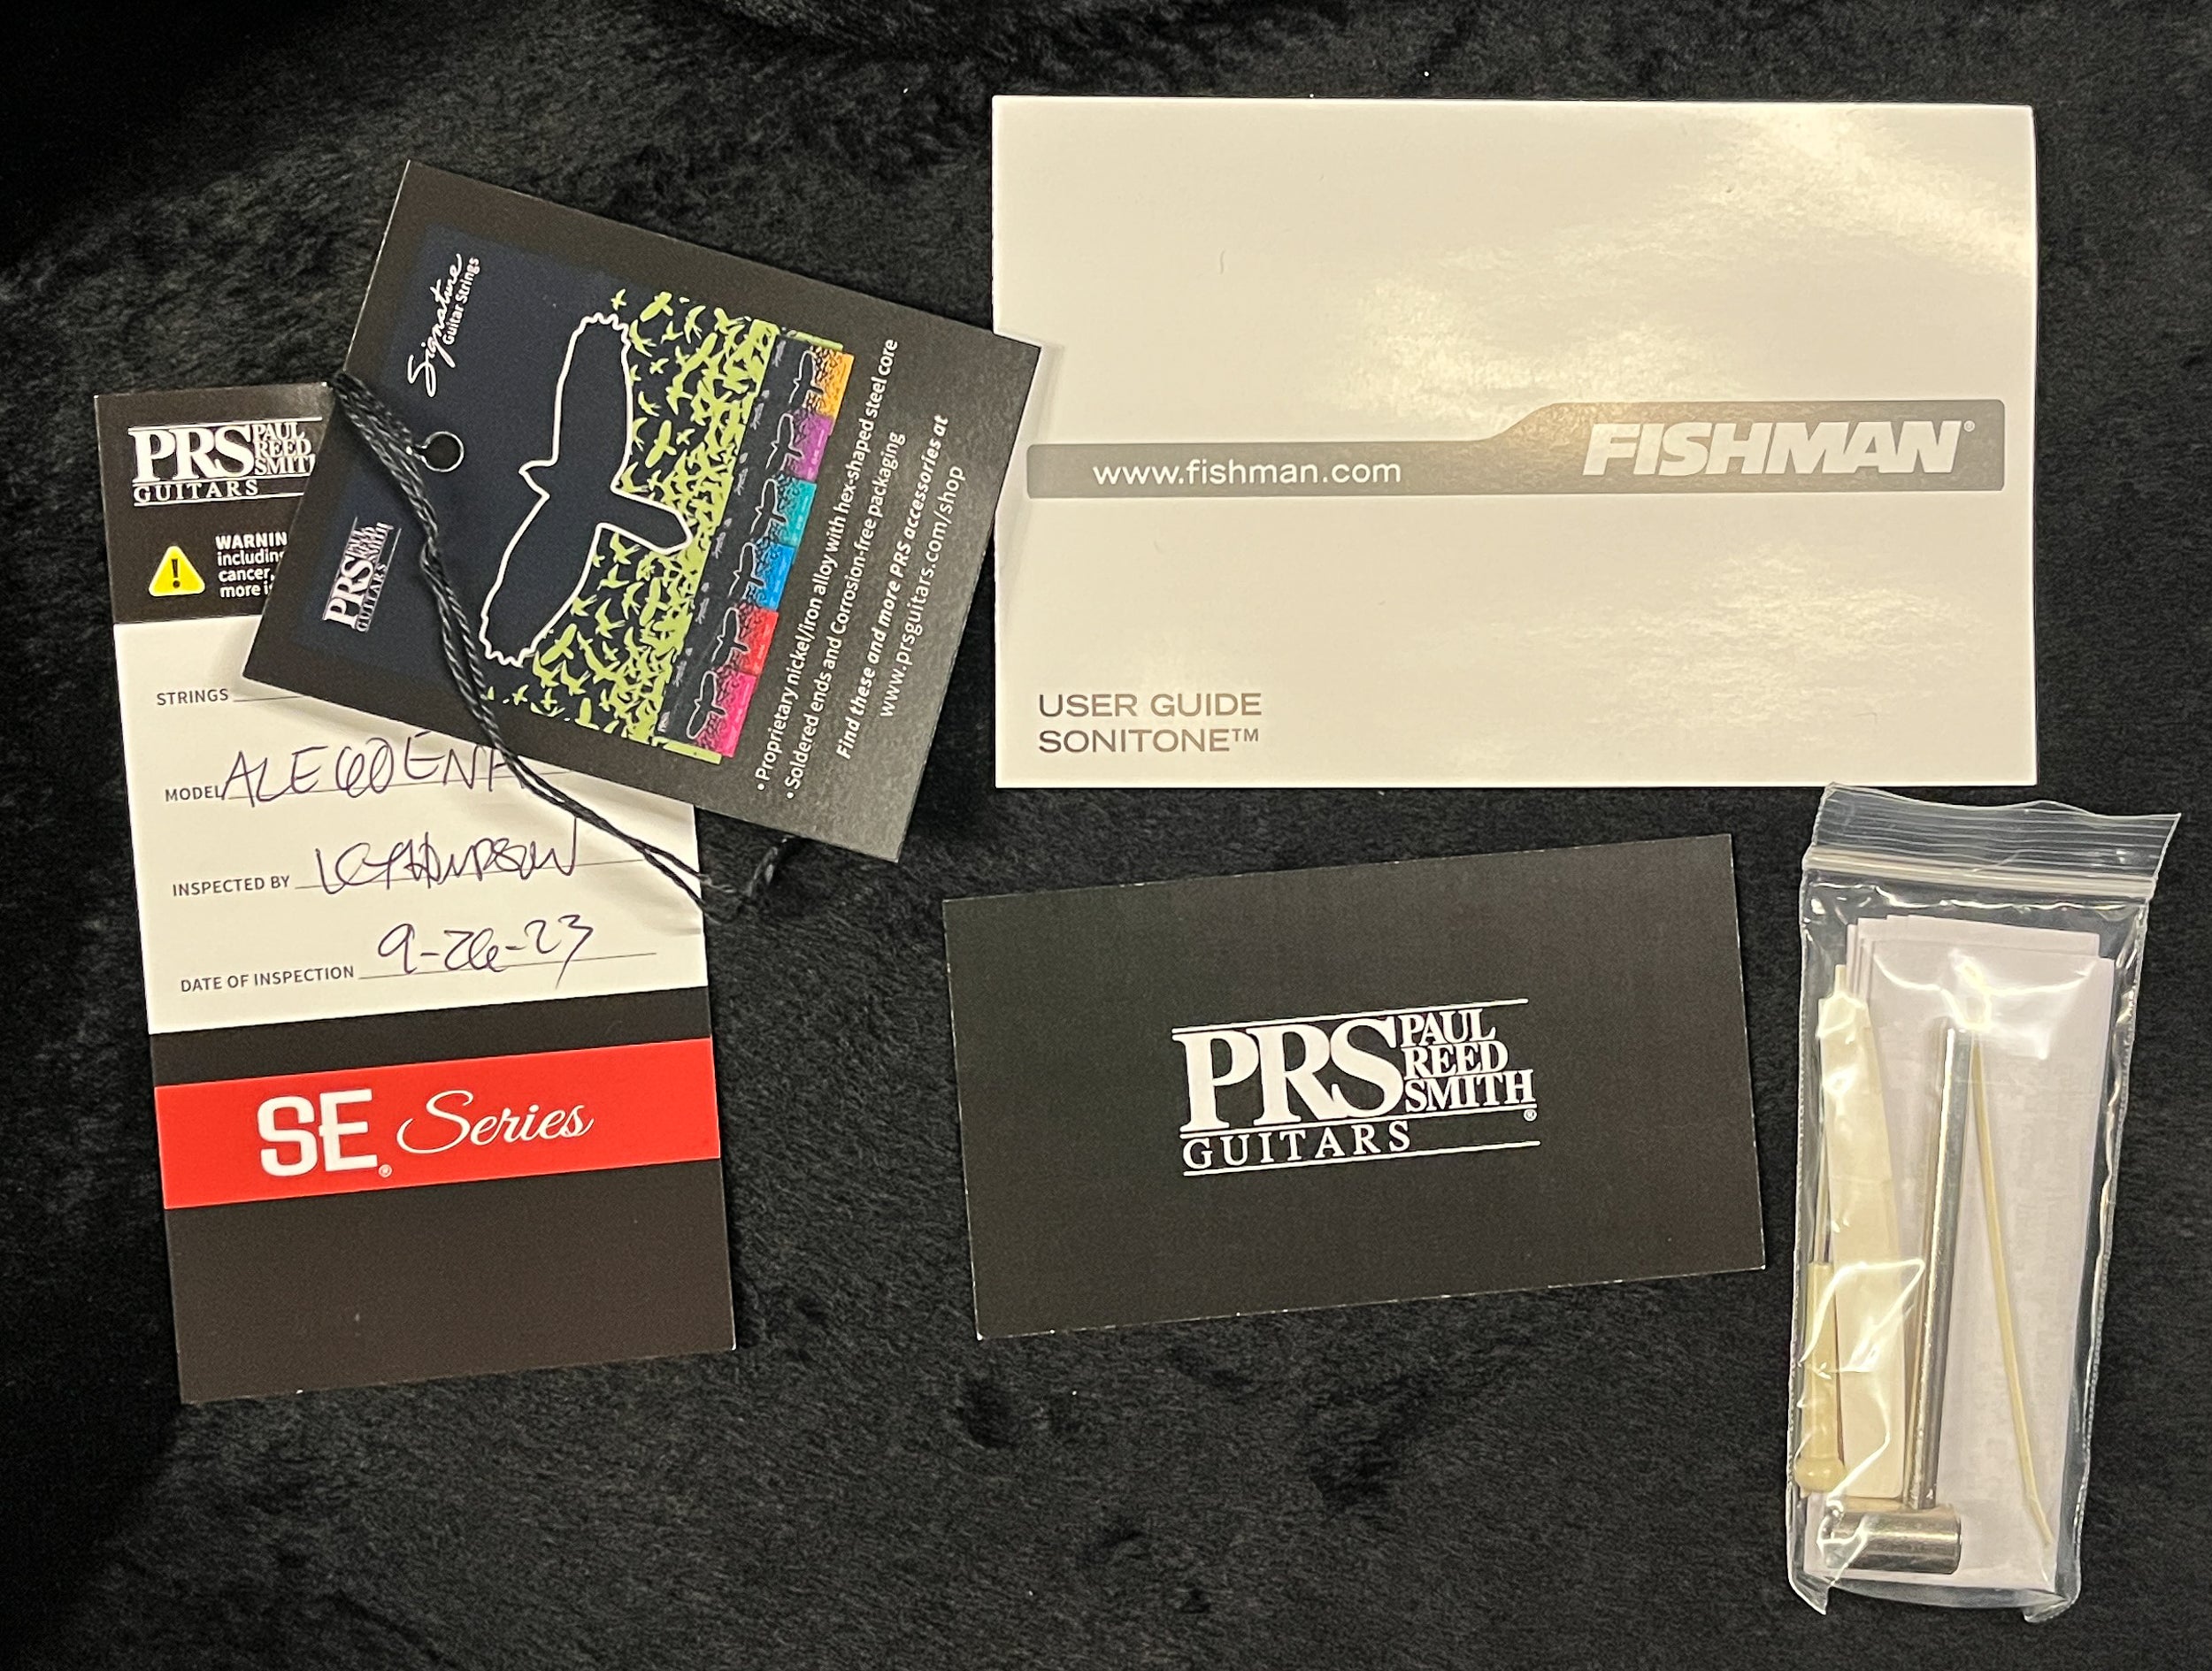 PRS PAUL
REED
SMITH
GUITARS
WARNIN
includin
cancer,
more i
STRINGS
MODEL
INSPECTED BY
DATE OF INSPECTION 9-26-23
SE® Series
Signature
Guitar Strings
PRS PAUL
REED
SMITH
GUITARS
• Proprietary nickel/iron alloy with hex-shaped steel core
• Soldered ends and Corrosion-free packaging
Find these and more PRS accessories at
www.prsguitars.com/shop
www.fishman.com FISHMAN®
USER GUIDE
SONITONE™
PRS PAUL
REED
SMITH®
GUITARS